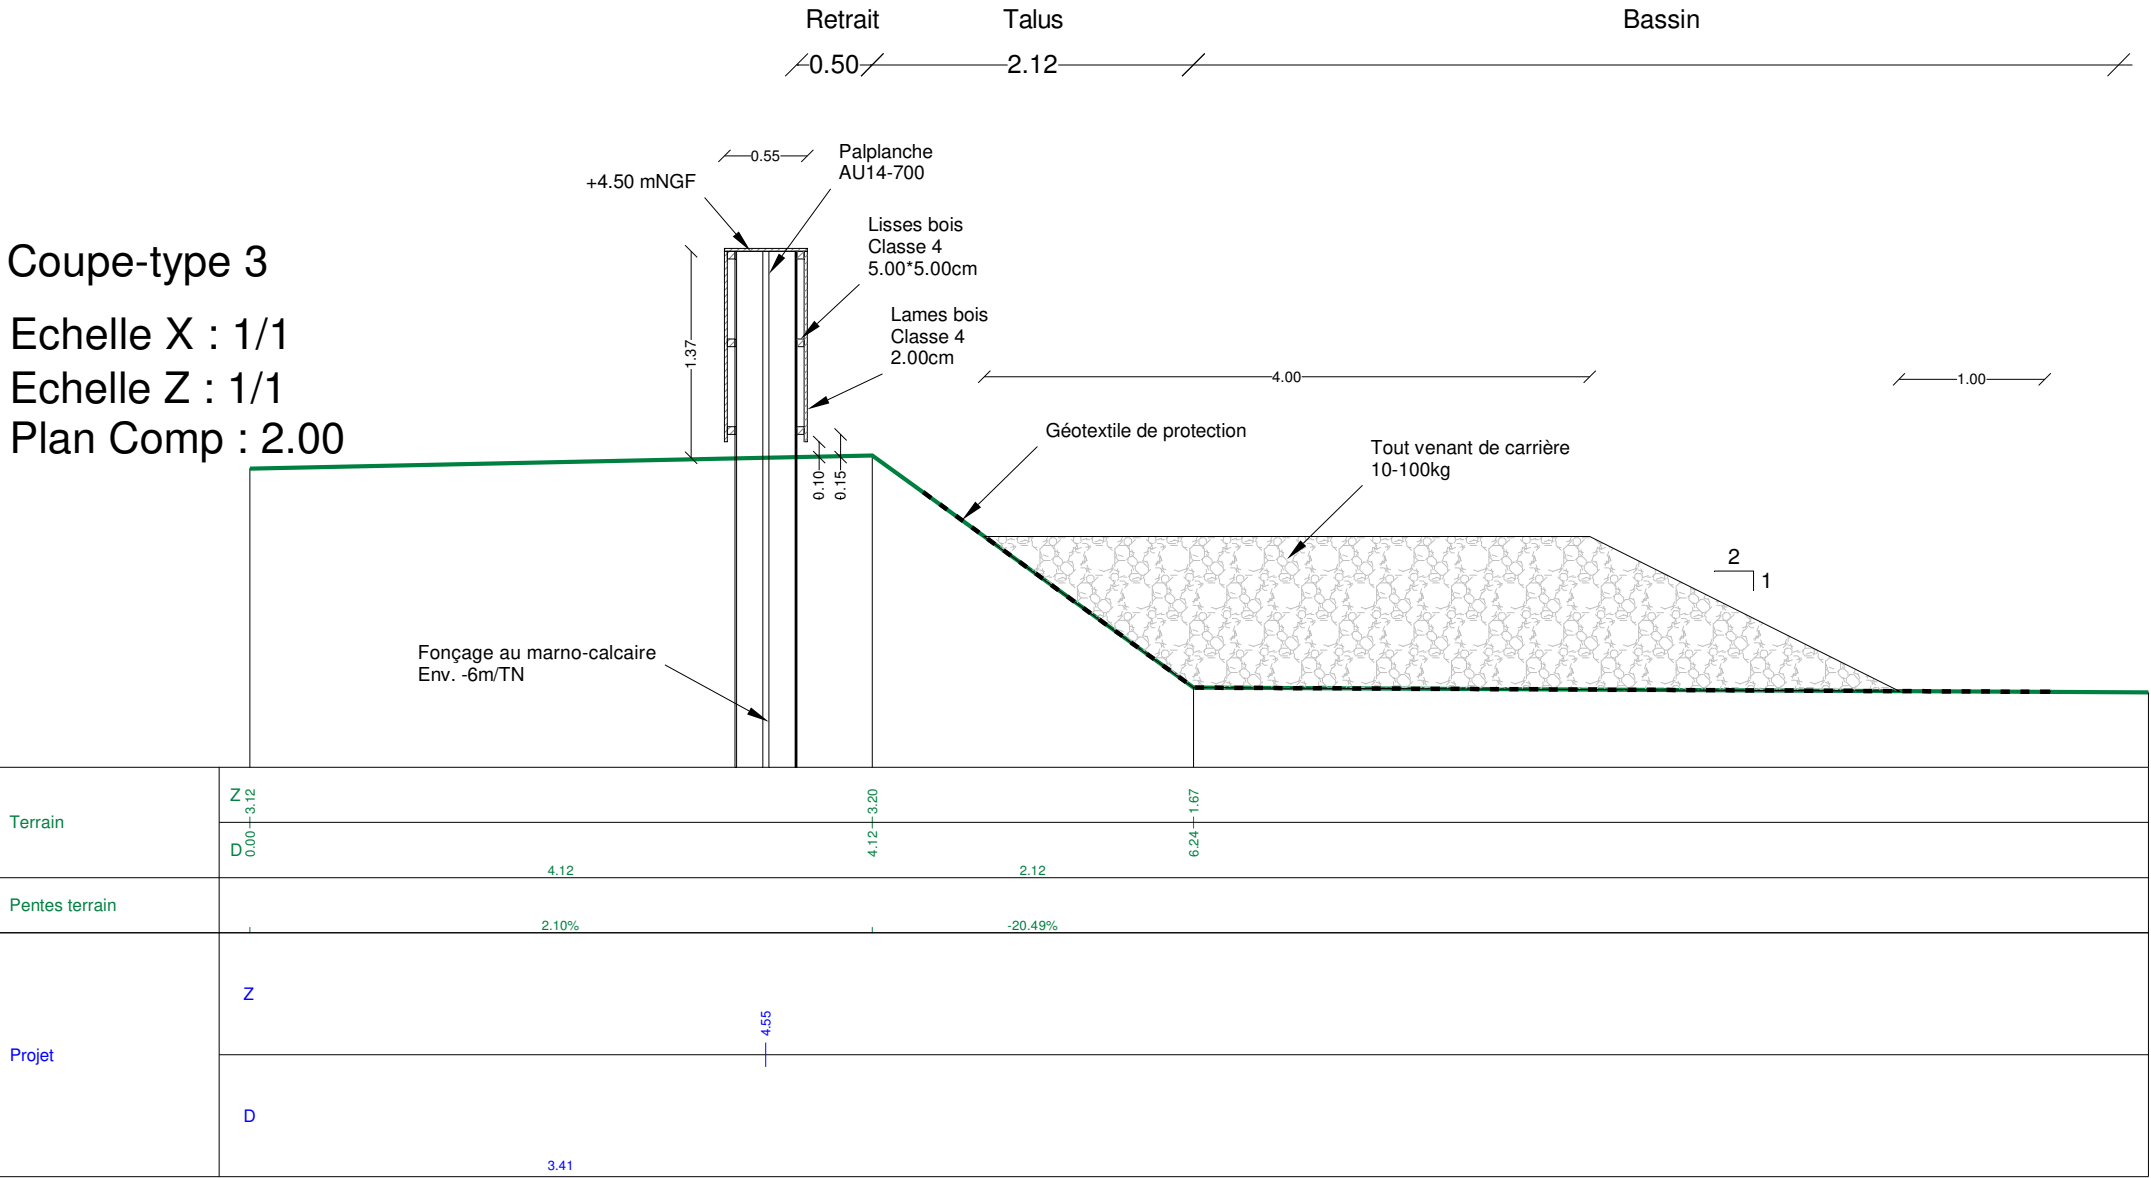 Retrait Talus Bassin
0.50 2.12
0.55
Palplanche
AU14-700
+4.50 mNGF
Lisses bois
Classe 4
5.00*5.00cm
Coupe-type 3
Echelle X : 1/1
Echelle Z : 1/1
Plan Comp : 2.00
1.37
Lames bois
Classe 4
2.00cm
4.00
1.00
Géotextile de protection
Tout venant de carrière
10-100kg
0.10
0.15
2
1
Fonçage au marno-calcaire
Env. -6m/TN
Terrain
Z 3.12 3.20 1.67
D 0.00 4.12 6.24
4.12 2.12
Pentes terrain
2.10% -20.49%
Projet
Z
4.55
D
3.41